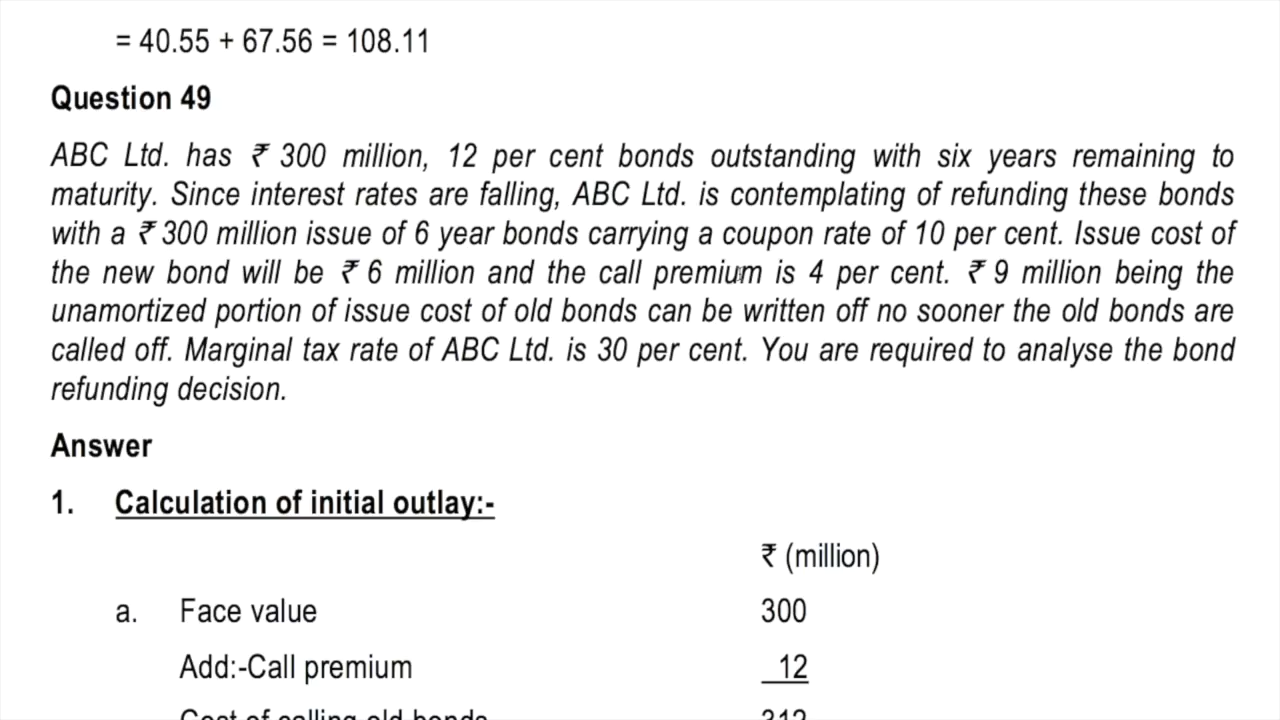 = 40.55 + 67.56 = 108.11
Question 49
ABC Ltd. has ₹ 300 million, 12 per cent bonds outstanding with six years remaining to
maturity. Since interest rates are falling, ABC Ltd. is contemplating of refunding these bonds
with a ₹ 300 million issue of 6 year bonds carrying a coupon rate of 10 per cent. Issue cost of
the new bond will be ₹ 6 million and the call premium is 4 per cent. ₹ 9 million being the
unamortized portion of issue cost of old bonds can be written off no sooner the old bonds are
called off. Marginal tax rate of ABC Ltd. is 30 per cent. You are required to analyse the bond
refunding decision.
Answer
1. Calculation of initial outlay:-
₹ (million)
a. Face value 300
Add:-Call premium 12
Cost of calling old bonds 312